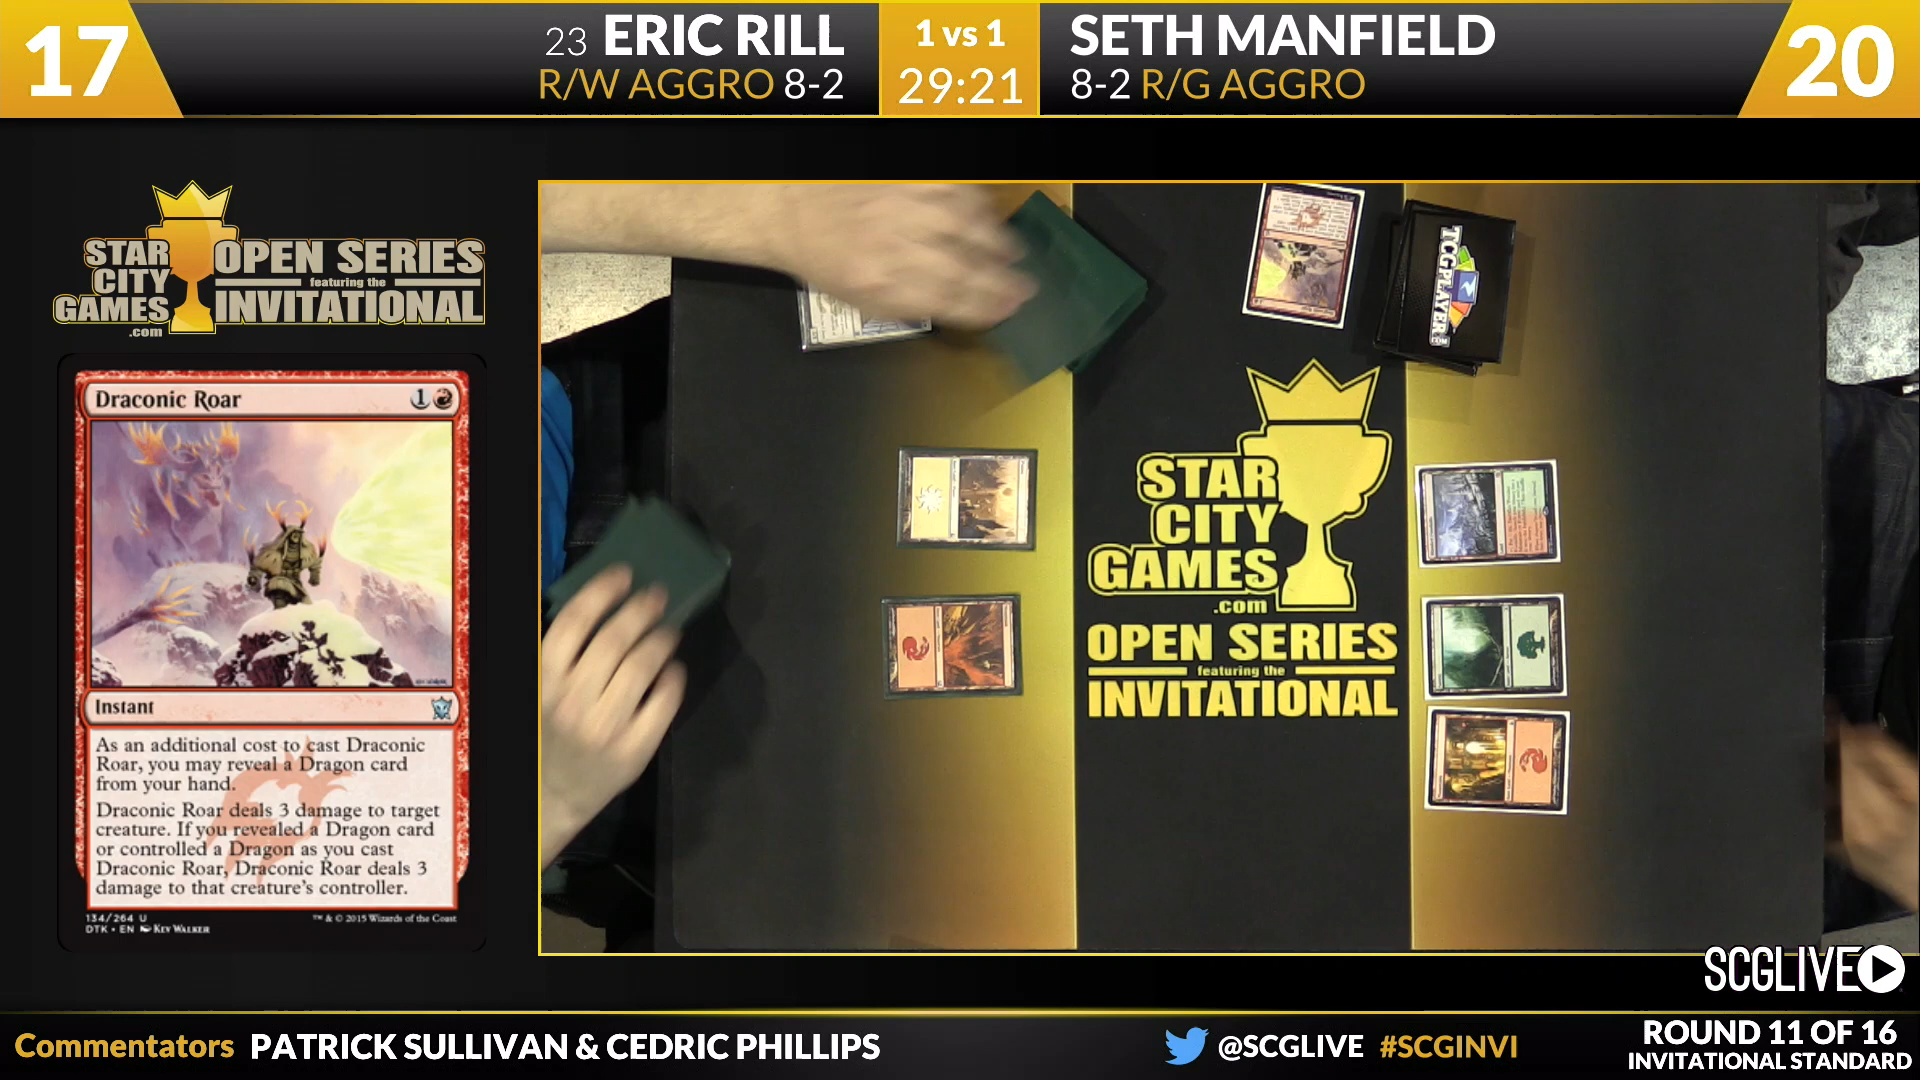 17
23 ERIC RILL
R/W AGGRO 8-2
1 vs 1
29:21
SETH MANFIELD
8-2 R/G AGGRO
20
STAR CITY GAMES .com
OPEN SERIES
featuring the
INVITATIONAL
Draconic Roar 1
Instant
As an additional cost to cast Draconic
Roar, you may reveal a Dragon card
from your hand.
Draconic Roar deals 3 damage to target
creature. If you revealed a Dragon card
or controlled a Dragon as you cast
Draconic Roar, Draconic Roar deals 3
damage to that creature's controller.
134/264 U
DTK • EN KEV WALKER
™ & © 2015 Wizards of the Coast
TCGPLAYER
.COM
STAR
CITY
GAMES
.com
OPEN SERIES
featuring the
INVITATIONAL
SCGLIVE
Commentators PATRICK SULLIVAN & CEDRIC PHILLIPS
@SCGLIVE #SCGINVI
ROUND 11 OF 16
INVITATIONAL STANDARD